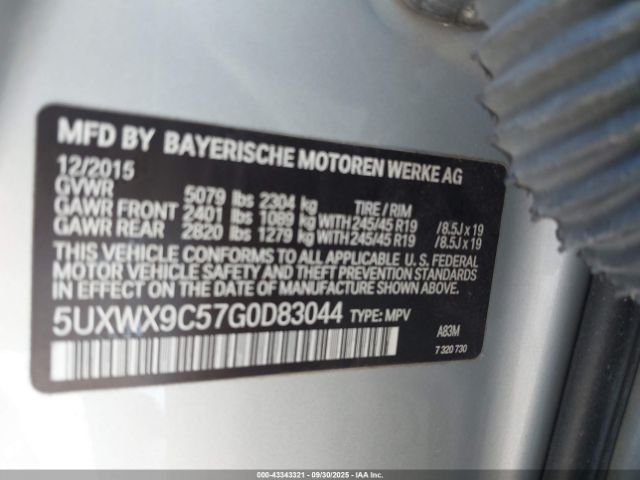 MFD BY BAYERISCHE MOTOREN WERKE AG
12/2015
GVWR 5079 lbs 2304 kg TIRE / RIM
GAWR FRONT 2401 lbs 1089 kg WITH 245/45 R19 /8.5J x 19
GAWR REAR 2820 lbs 1279 kg WITH 245/45 R19 /8.5J x 19
THIS VEHICLE CONFORMS TO ALL APPLICABLE U. S. FEDERAL
MOTOR VEHICLE SAFETY AND THEFT PREVENTION STANDARDS
IN EFFECT ON THE DATE OF MANUFACTURE SHOWN ABOVE.
5UXWX9C57G0D83044 TYPE: MPV
A83M
7 320 730
000-43343321 - 09/30/2025 - IAA Inc.